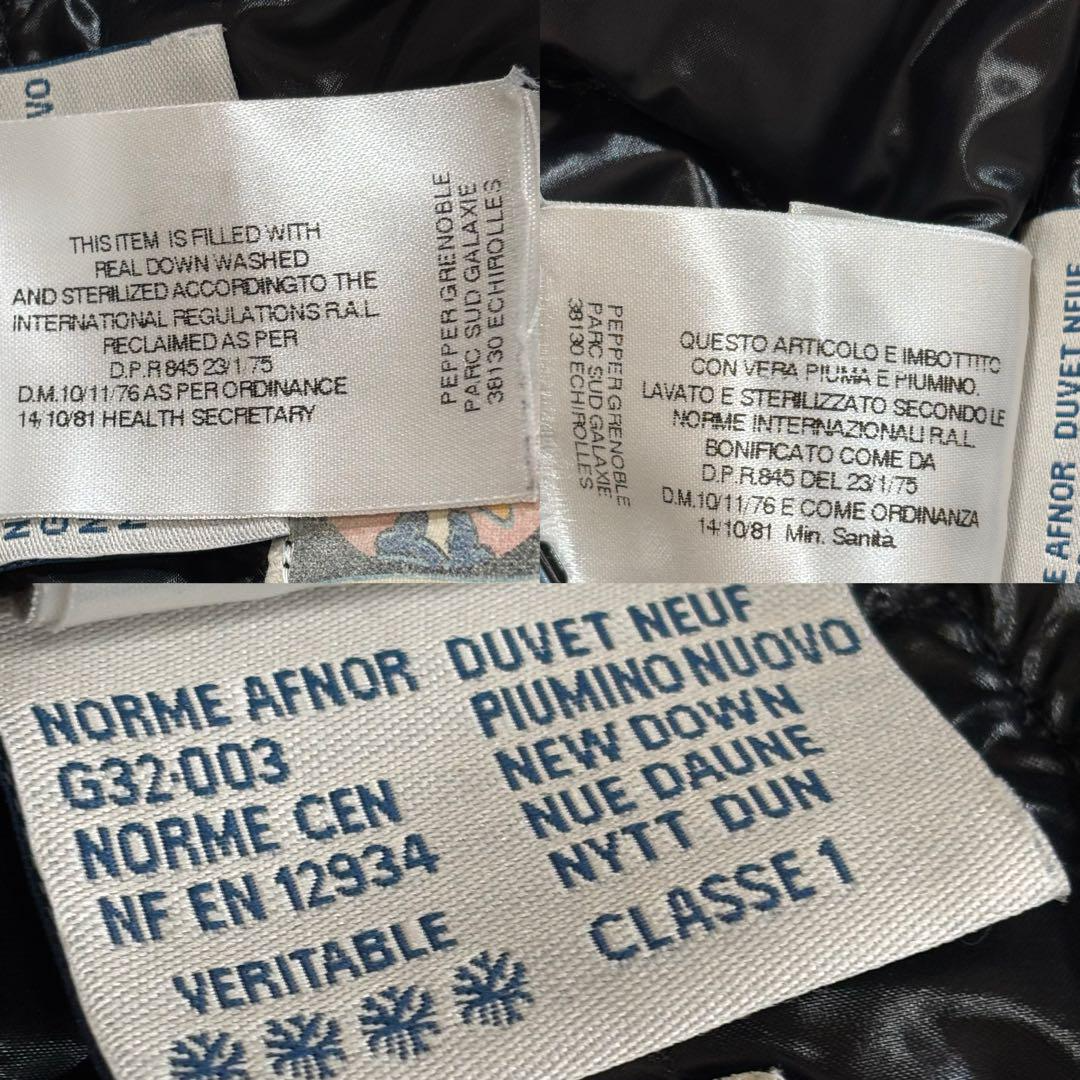 VO
THIS ITEM IS FILLED WITH
REAL DOWN WASHED
AND STERILIZED ACCORDINGTO THE
INTERNATIONAL REGULATIONS R.A.L.
RECLAIMED AS PER
D.P.R 845 23/1.75
D.M.10/11/76 AS PER ORDINANCE
14/10/81 HEALTH SECRETARY
PEPPER GRENOBLE
PARC SUD GALAXIE
38130 ECHIROLLES
PEPPER GRENOBLE
PARC SUD GALAXIE
38130 ECHIROLLES
QUESTO ARTICOLO E IMBOTTITO
CON VERA PIUMA E PIUMINO.
LAVATO E STERILIZZATO SECONDO LE
NORME INTERNAZIONALI R.A.L.
BONIFICATO COME DA
D.P.R.845 DEL 23/1/75
D.M.10/11/76 E COME ORDINANZA
14/10/81 Min. Sanita.
DUVET NEUF
E AFNOR
NORME AFNOR DUVET NEUF
G32-003 PIUMINO NUOVO
NORME CEN NEW DOWN
NF EN 12934 NUE DAUNE
NYTT DUN
VERITABLE CLASSE 1